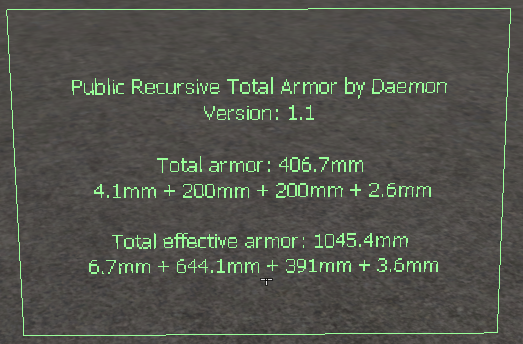 Public Recursive Total Armor by Daemon
Version: 1.1
Total armor: 406.7mm
4.1mm + 200mm + 200mm + 2.6mm
Total effective armor: 1045.4mm
6.7mm + 644.1mm + 391mm + 3.6mm